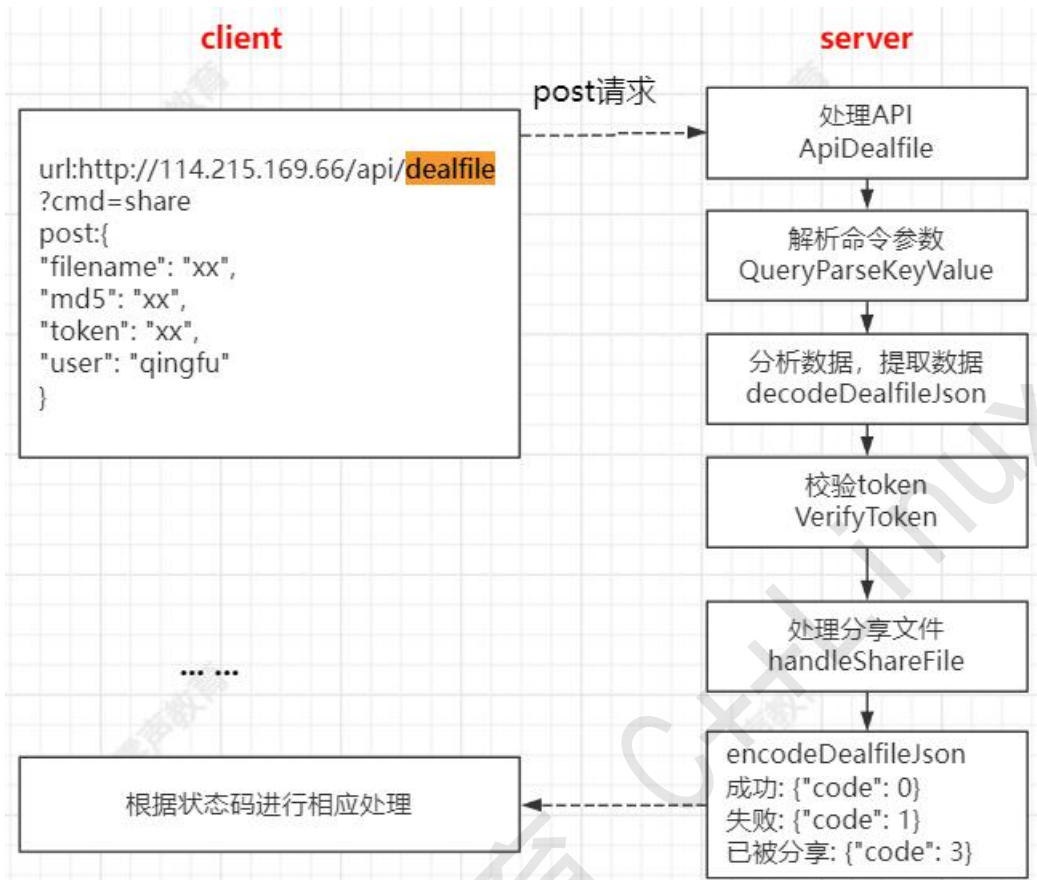 client
server
post请求
url:http://114.215.169.66/api/dealfile
?cmd=share
post:{
"filename": "xx",
"md5": "xx",
"token": "xx",
"user": "qingfu"
}
处理API
ApiDealfile
解析命令参数
QueryParseKeyValue
分析数据，提取数据
decodeDealfileJson
校验token
VerifyToken
处理分享文件
handleShareFile
... ...
encodeDealfileJson
成功: {"code": 0}
失败: {"code": 1}
已被分享: {"code": 3}
根据状态码进行相应处理
C++Linux
育